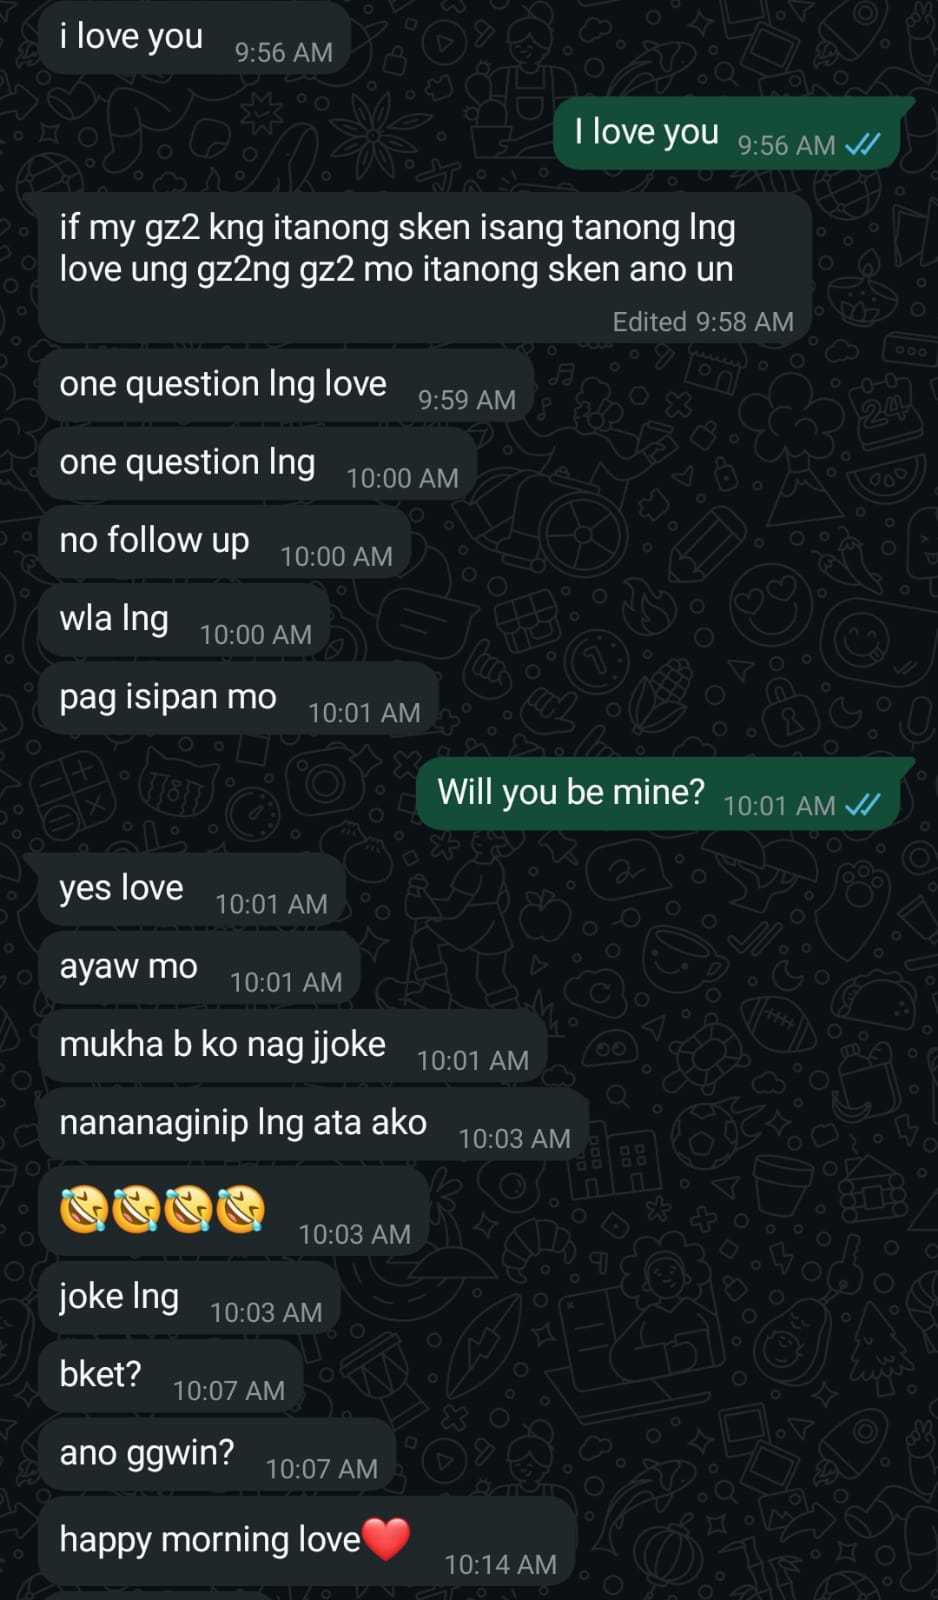 i love you 9:56 AM
I love you 9:56 AM
if my gz2 kng itanong sken isang tanong lng
love ung gz2ng gz2 mo itanong sken ano un
Edited 9:58 AM
one question lng love 9:59 AM
one question lng 10:00 AM
no follow up 10:00 AM
wla lng 10:00 AM
pag isipan mo 10:01 AM
Will you be mine? 10:01 AM
yes love 10:01 AM
ayaw mo 10:01 AM
mukha b ko nag jjoke 10:01 AM
nananaginip lng ata ako 10:03 AM
🤣🤣🤣🤣 10:03 AM
joke lng 10:03 AM
bket? 10:07 AM
ano ggwin? 10:07 AM
happy morning love❤️ 10:14 AM